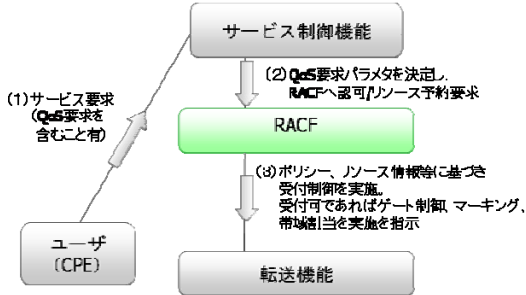 サービス制御機能
(2)QoS要求パラメタを決定し、
RACFへ認可/リソース予約要求
(1)サービス要求
(QoS要求を
含むこと有)
RACF
(3)ポリシー、リソース情報等に基づき
受付制御を実施。
受付可であればゲート制御、マーキング、
帯域割当を実施を指示
ユーザ
(CPE)
転送機能